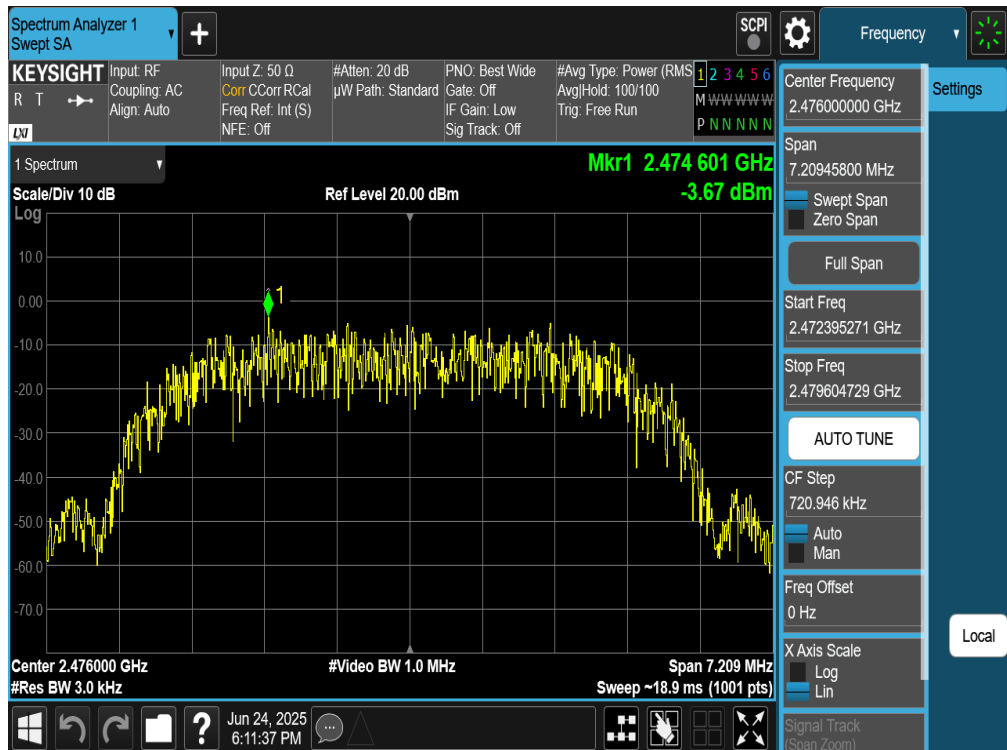 Spectrum Analyzer 1
Swept SA
+
SCPI
Frequency
KEYSIGHT
R T
LXI
Input: RF
Coupling: AC
Align: Auto
Input Z: 50 Ω
Corr CCorr RCal
Freq Ref: Int (S)
NFE: Off
#Atten: 20 dB
µW Path: Standard
PNO: Best Wide
Gate: Off
IF Gain: Low
Sig Track: Off
#Avg Type: Power (RMS
Avg|Hold: 100/100
Trig: Free Run
1 2 3 4 5 6
M W W W W W
P N N N N N
1 Spectrum
Mkr1 2.474 601 GHz
Scale/Div 10 dB
Ref Level 20.00 dBm
-3.67 dBm
Log
1
10.0
0.00
-10.0
-20.0
-30.0
-40.0
-50.0
-60.0
-70.0
Center 2.476000 GHz
#Video BW 1.0 MHz
Span 7.209 MHz
#Res BW 3.0 kHz
Sweep ~18.9 ms (1001 pts)
Jun 24, 2025
6:11:37 PM
?
Center Frequency
2.476000000 GHz
Span
7.20945800 MHz
Swept Span
Zero Span
Full Span
Start Freq
2.472395271 GHz
Stop Freq
2.479604729 GHz
AUTO TUNE
CF Step
720.946 kHz
Auto
Man
Freq Offset
0 Hz
X Axis Scale
Log
Lin
Signal Track
(Span Zoom)
Settings
Local